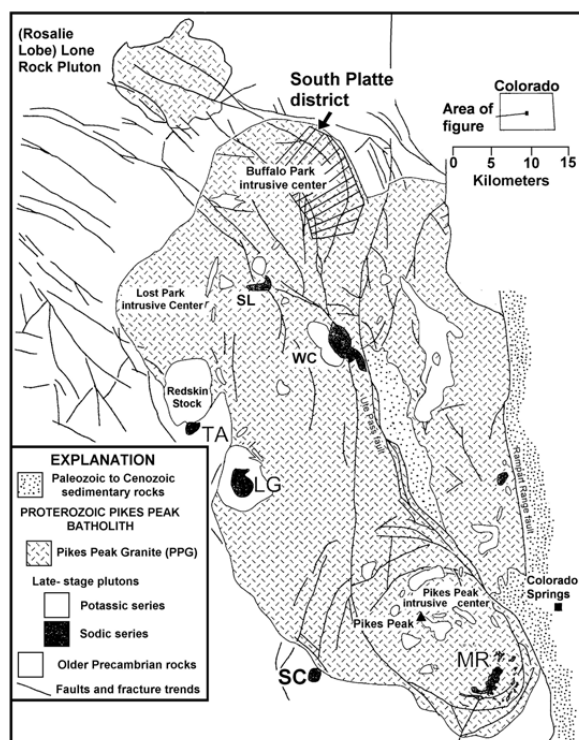 (Rosalie
Lobe) Lone
Rock Pluton
South Platte
district
Colorado
Area of
figure
0 5 10 15
Kilometers
Buffalo Park
intrusive center
Lost Park
intrusive Center
SL
WC
Redskin
Stock
TA
LG
Ute Pass fault
Rampart Range fault
EXPLANATION
Paleozoic to Cenozoic
sedimentary rocks
PROTEROZOIC PIKES PEAK
BATHOLITH
Pikes Peak Granite (PPG)
Late- stage plutons
Potassic series
Sodic series
Older Precambrian rocks
Faults and fracture trends
Colorado
Springs
Pikes Peak
intrusive center
Pikes Peak
MR
SC